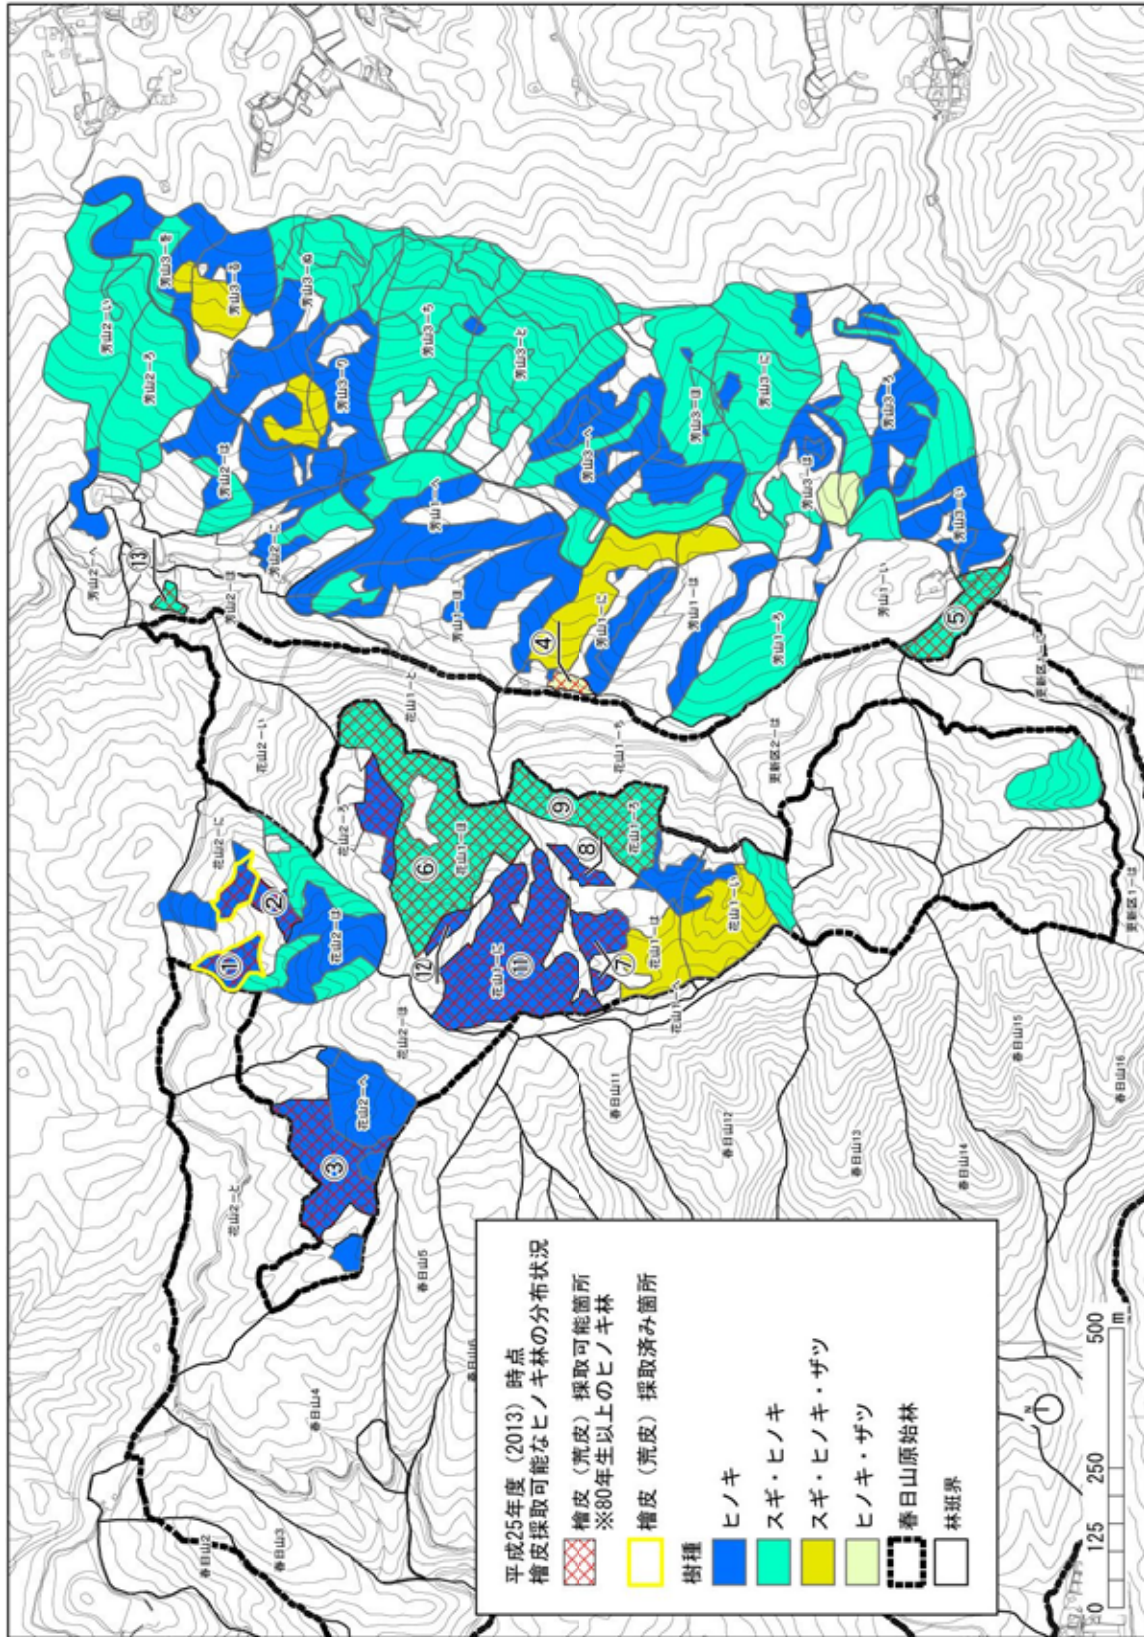 平成25年度 (2013) 時点
檜皮採取可能なヒノキ林の分布状況
檜皮（荒皮）採取可能箇所
※80年生以上のヒノキ林
檜皮（荒皮）採取済み箇所
樹種
ヒノキ
スギ・ヒノキ
スギ・ヒノキ・ザツ
ヒノキ・ザツ
春日山原始林
林班界
0 125 250 500
m
N
芳山2-へ
⑬
芳山2-ほ
芳山2-に
芳山2-は
芳山2-ろ
芳山2-い
芳山3-を
芳山3-る
芳山3-ぬ
芳山3-り
芳山3-ち
芳山3-と
芳山3-へ
芳山3-ほ
芳山3-に
芳山3-は
芳山3-ろ
芳山3-い
芳山1-へ
芳山1-ほ
芳山1-に
④
芳山1-は
芳山1-ろ
芳山1-い
⑤
更新区2-は
更新区1-は
花山2-い
花山2-ろ
花山2-に
①
②
花山2-は
花山2-ほ
花山2-へ
③
花山2-と
花山1-と
花山1-ち
花山1-ほ
⑥
⑨
花山1-ろ
⑧
花山1-に
⑪
⑫
⑦
花山1-は
花山1-い
花山1-へ
春日山2
春日山3
春日山4
春日山5
春日山6
春日山11
春日山12
春日山13
春日山14
春日山15
春日山16